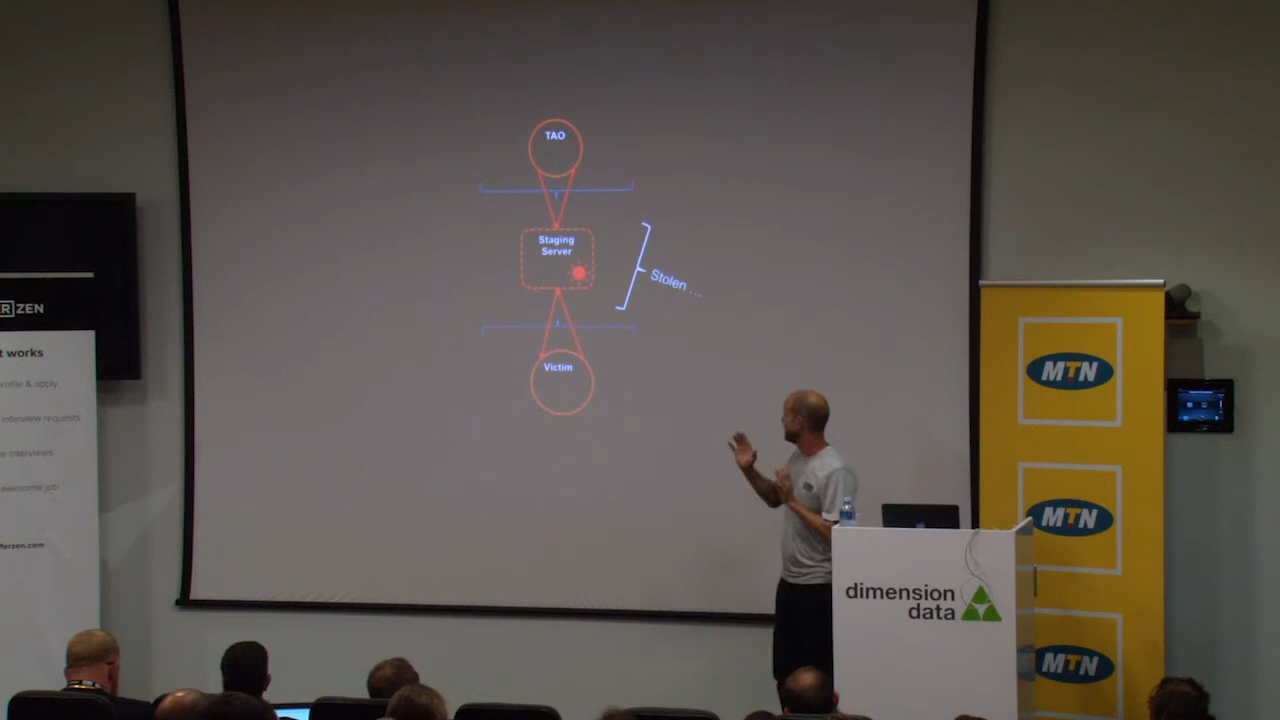 TAO
Staging
Server
Stolen ...
Victim
ZEN
t works
rofile & apply
interview requests
e interviews
awesome job
ferzen.com
MTN
MTN
MTN
dimension
data